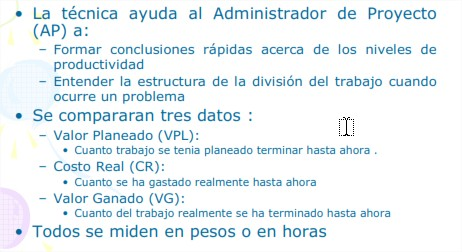 • La técnica ayuda al Administrador de Proyecto
(AP) a:
– Formar conclusiones rápidas acerca de los niveles de
productividad
– Entender la estructura de la división del trabajo cuando
ocurre un problema
• Se compararan tres datos :
– Valor Planeado (VPL):
• Cuanto trabajo se tenia planeado terminar hasta ahora .
– Costo Real (CR):
• Cuanto se ha gastado realmente hasta ahora
– Valor Ganado (VG):
• Cuanto del trabajo realmente se ha terminado hasta ahora
• Todos se miden en pesos o en horas